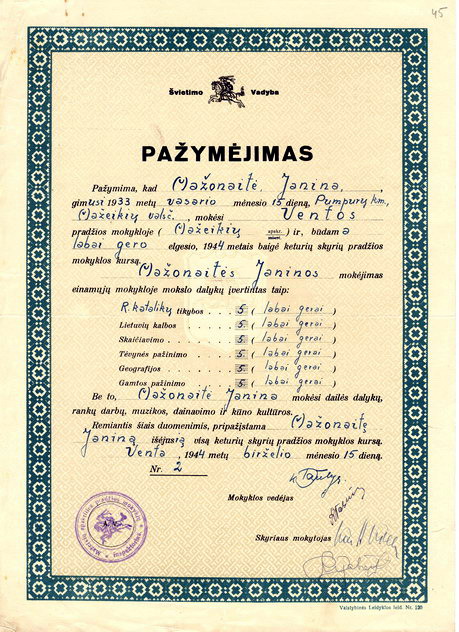 45
Švietimo Vadyba
PAŽYMĖJIMAS
Pažymima, kad Mažonaitė, Janina,
gimusi 1933 metų vasario mėnesio 15 dieną, Pumpurų km.,
Mažeikių valsč. mokėsi Ventos
pradžios mokykloje (Mažeikių apskr.) ir, būdama
labai gero elgesio, 1944 metais baigė keturių skyrių pradžios
mokyklos kursą.
Mažonaitės Janinos mokėjimas
einamųjų mokykloje mokslo dalykų įvertintas taip:
R. katalikų tikybos . . . 5 ( labai gerai )
Lietuvių kalbos . . . 5 ( labai gerai )
Skaičiavimo . . . 5 ( labai gerai )
Tėvynės pažinimo . . . 5 ( labai gerai )
Geografijos . . . 5 ( labai gerai )
Gamtos pažinimo . . . 5 ( labai gerai )
Be to, Mažonaitė Janina mokėsi dailės dalykų,
rankų darbų, muzikos, dainavimo ir kūno kultūros.
Remiantis šiais duomenimis, pripažįstama Mažonaitę
Janiną išėjusią visą keturių skyrių pradžios mokyklos kursą.
Venta, 1944 metų birželio mėnesio 15 dieną.
Nr. 2
Mokyklos vedėjas
Skyriaus mokytojas
Valstybinės Leidyklos leid. Nr. 120